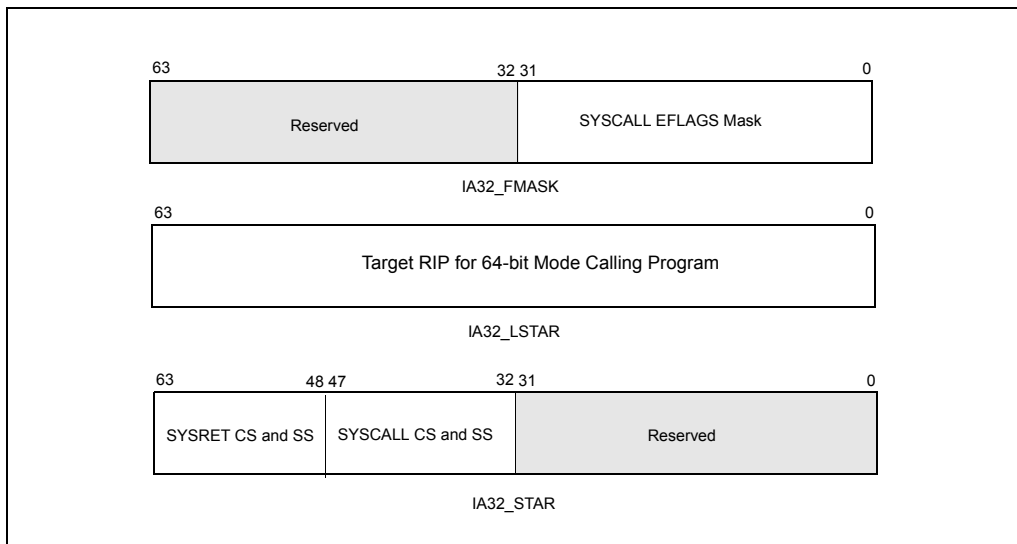 63 32 31 0
Reserved SYSCALL EFLAGS Mask
IA32_FMASK
63 0
Target RIP for 64-bit Mode Calling Program
IA32_LSTAR
63 48 47 32 31 0
SYSRET CS and SS SYSCALL CS and SS Reserved
IA32_STAR